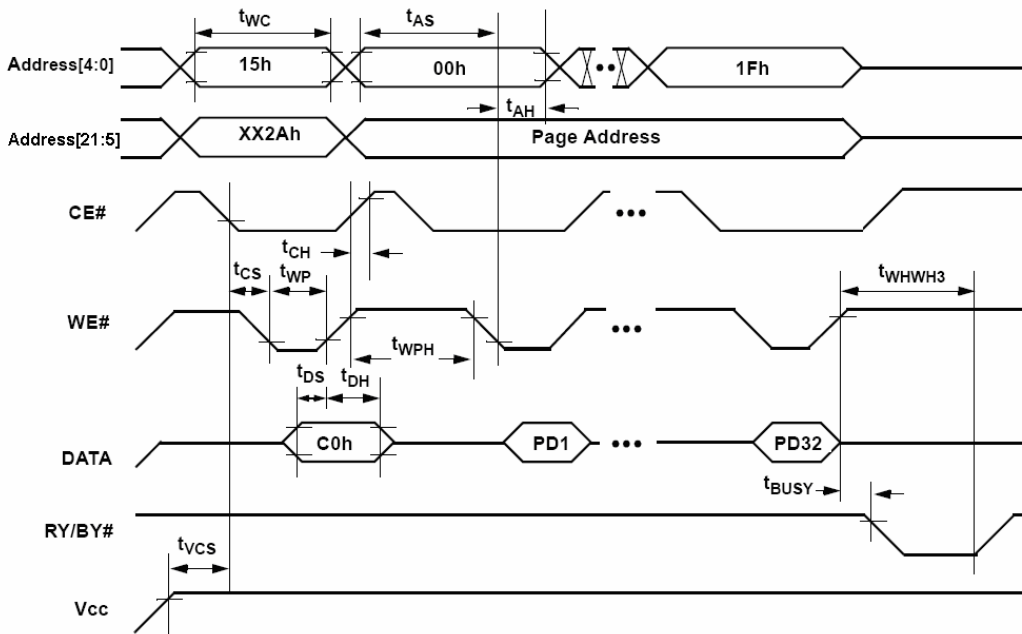 tWC
tAS
Address[4:0]
15h
00h
••
1Fh
tAH
Address[21:5]
XX2Ah
Page Address
CE#
•••
tCH
tCS
tWP
tWHWH3
WE#
•••
tWPH
tDS
tDH
C0h
PD1
•••
PD32
DATA
tBUSY
RY/BY#
tVCS
Vcc